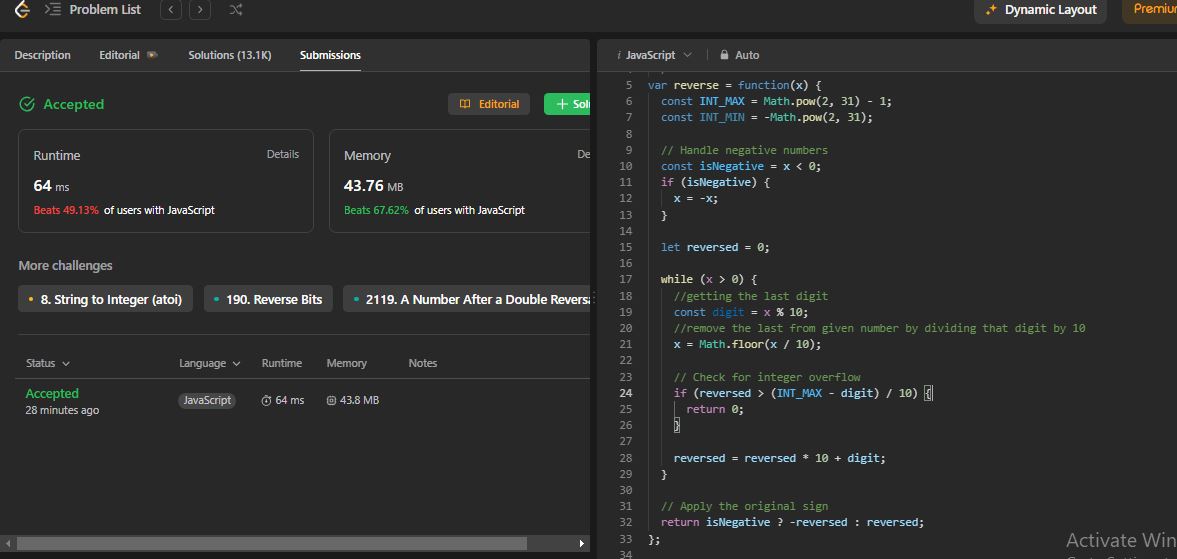 Problem List
Dynamic Layout
Premium
Description
Editorial
Solutions (13.1K)
Submissions
Accepted
Editorial
Runtime
Details
64 ms
Beats 49.13% of users with JavaScript
Memory
43.76 MB
Beats 67.62% of users with JavaScript
More challenges
8. String to Integer (atoi)
190. Reverse Bits
2119. A Number After a Double Reversa
Status
Language
Runtime
Memory
Notes
Accepted
28 minutes ago
JavaScript
64 ms
43.8 MB
i JavaScript
Auto
5 var reverse = function(x) {
6 const INT_MAX = Math.pow(2, 31) - 1;
7 const INT_MIN = -Math.pow(2, 31);
8
9 // Handle negative numbers
10 const isNegative = x < 0;
11 if (isNegative) {
12 x = -x;
13 }
14
15 let reversed = 0;
16
17 while (x > 0) {
18 //getting the last digit
19 const digit = x % 10;
20 //remove the last from given number by dividing that digit by 10
21 x = Math.floor(x / 10);
22
23 // Check for integer overflow
24 if (reversed > (INT_MAX - digit) / 10) {
25 return 0;
26 }
27
28 reversed = reversed * 10 + digit;
29 }
30
31 // Apply the original sign
32 return isNegative ? -reversed : reversed;
33 };
34
Activate Win